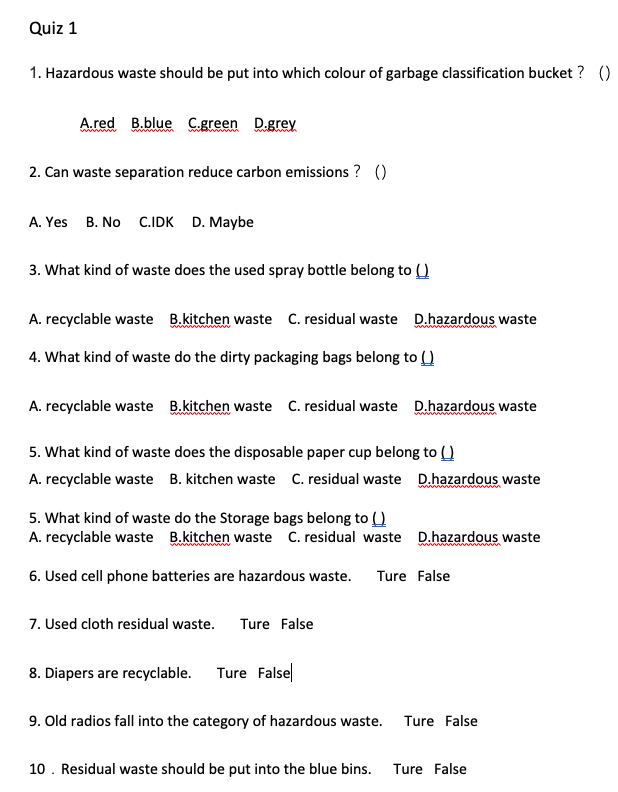 Quiz 1
1. Hazardous waste should be put into which colour of garbage classification bucket？ ()
A.red B.blue C.green D.grey
2. Can waste separation reduce carbon emissions？ ()
A. Yes B. No C.IDK D. Maybe
3. What kind of waste does the used spray bottle belong to ( )
A. recyclable waste B.kitchen waste C. residual waste D.hazardous waste
4. What kind of waste do the dirty packaging bags belong to ( )
A. recyclable waste B.kitchen waste C. residual waste D.hazardous waste
5. What kind of waste does the disposable paper cup belong to ( )
A. recyclable waste B. kitchen waste C. residual waste D.hazardous waste
5. What kind of waste do the Storage bags belong to ( )
A. recyclable waste B.kitchen waste C. residual waste D.hazardous waste
6. Used cell phone batteries are hazardous waste. Ture False
7. Used cloth residual waste. Ture False
8. Diapers are recyclable. Ture False
9. Old radios fall into the category of hazardous waste. Ture False
10．Residual waste should be put into the blue bins. Ture False